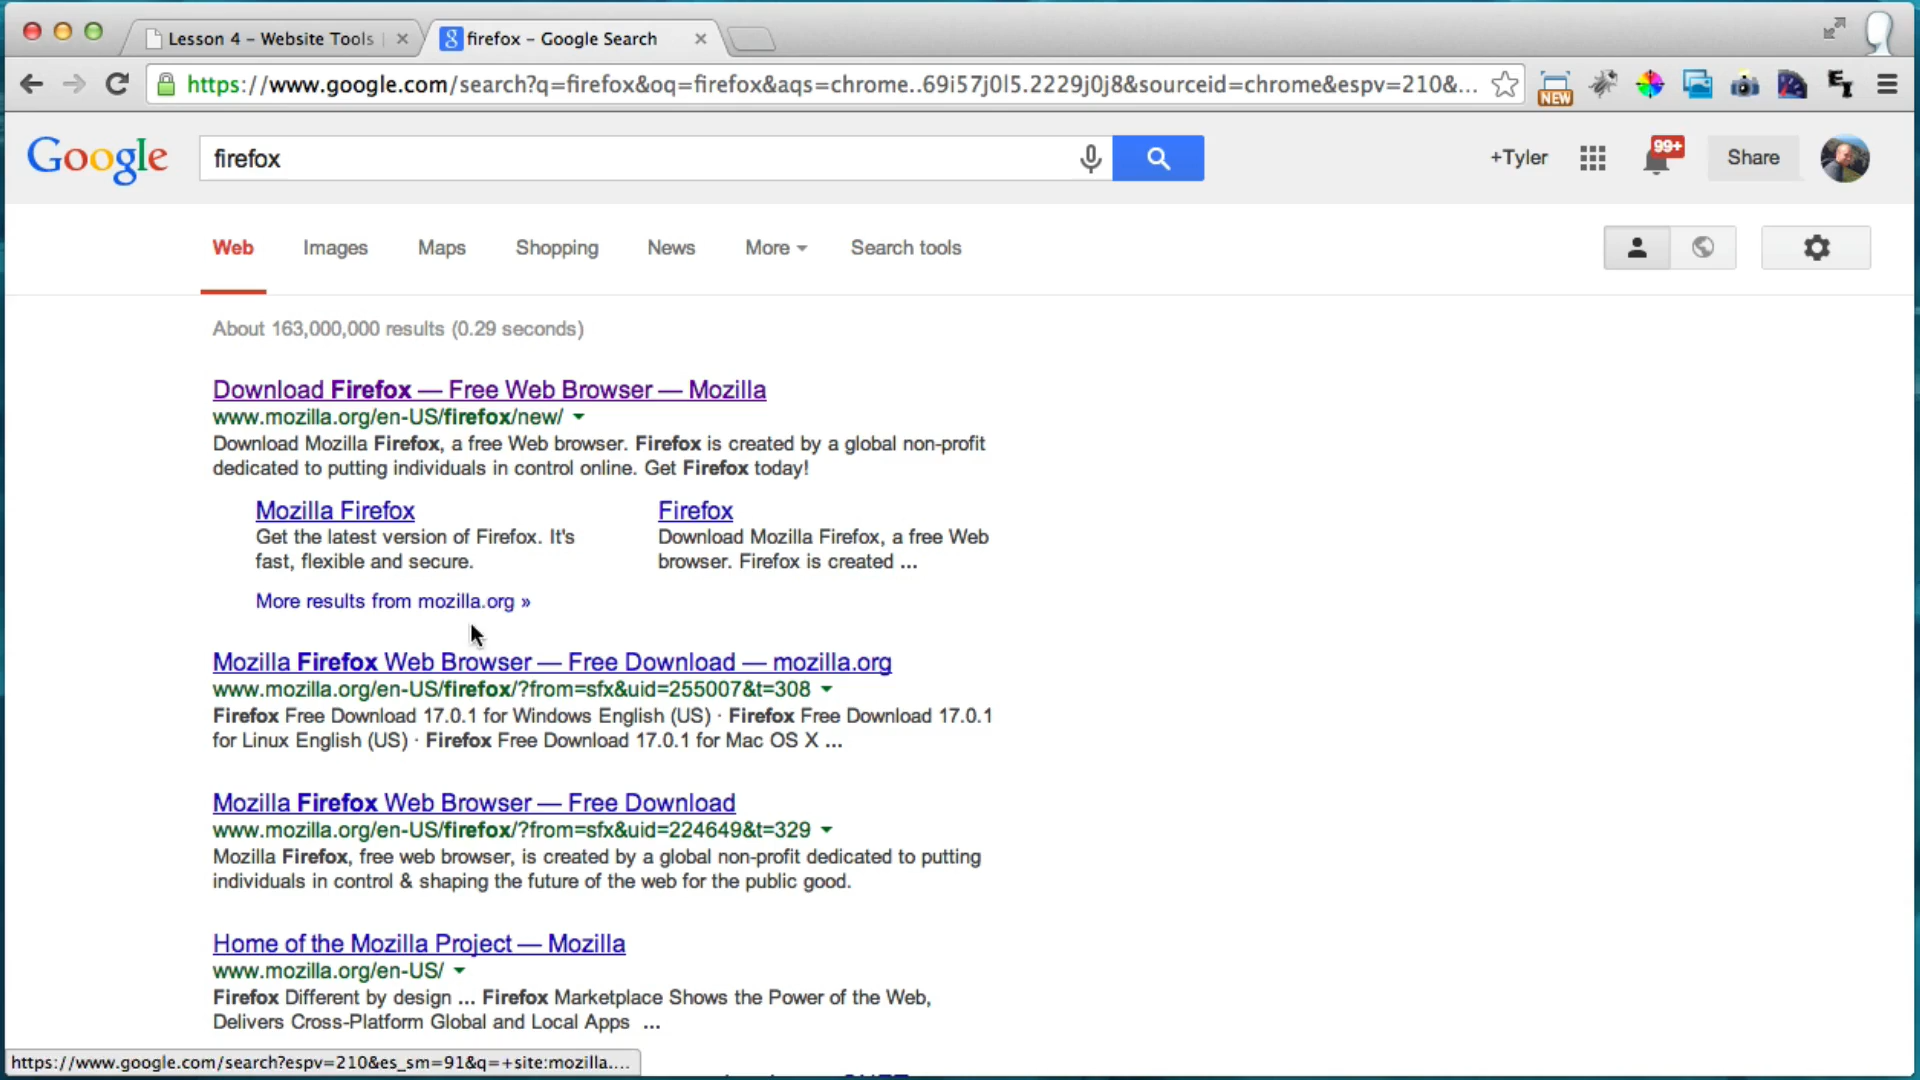 Lesson 4 – Website Tools
firefox – Google Search
https://www.google.com/search?q=firefox&oq=firefox&aqs=chrome..69i57j0l5.2229j0j8&sourceid=chrome&espv=210&...
NEW
Google
firefox
+Tyler
99+
Share
Web Images Maps Shopping News More Search tools
About 163,000,000 results (0.29 seconds)
Download Firefox — Free Web Browser — Mozilla
www.mozilla.org/en-US/firefox/new/
Download Mozilla Firefox, a free Web browser. Firefox is created by a global non-profit
dedicated to putting individuals in control online. Get Firefox today!
Mozilla Firefox
Get the latest version of Firefox. It's
fast, flexible and secure.
Firefox
Download Mozilla Firefox, a free Web
browser. Firefox is created ...
More results from mozilla.org »
Mozilla Firefox Web Browser — Free Download — mozilla.org
www.mozilla.org/en-US/firefox/?from=sfx&uid=255007&t=308
Firefox Free Download 17.0.1 for Windows English (US) · Firefox Free Download 17.0.1
for Linux English (US) · Firefox Free Download 17.0.1 for Mac OS X ...
Mozilla Firefox Web Browser — Free Download
www.mozilla.org/en-US/firefox/?from=sfx&uid=224649&t=329
Mozilla Firefox, free web browser, is created by a global non-profit dedicated to putting
individuals in control & shaping the future of the web for the public good.
Home of the Mozilla Project — Mozilla
www.mozilla.org/en-US/
Firefox Different by design ... Firefox Marketplace Shows the Power of the Web,
Delivers Cross-Platform Global and Local Apps ...
https://www.google.com/search?espv=210&es_sm=91&q=+site:mozilla....